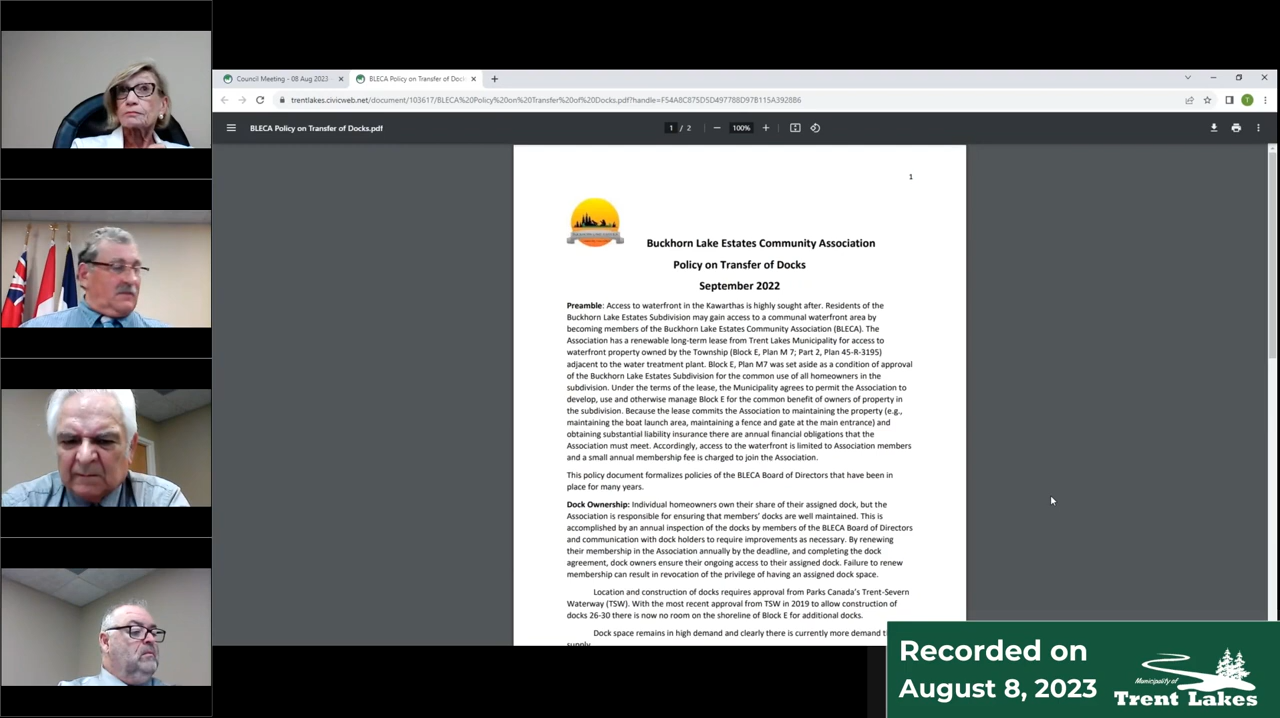 Council Meeting - 08 Aug 2023
BLECA Policy on Transfer of Doc
trentlakes.civicweb.net/document/103617/BLECA%20Policy%20on%20Transfer%20of%20Docks.pdf?handle=F54A8C875D5D497788D97B115A392886
BLECA Policy on Transfer of Docks.pdf
1 / 2
100%
1
Buckhorn Lake Estates Community Association
Policy on Transfer of Docks
September 2022
Preamble: Access to waterfront in the Kawarthas is highly sought after. Residents of the
Buckhorn Lake Estates Subdivision may gain access to a communal waterfront area by
becoming members of the Buckhorn Lake Estates Community Association (BLECA). The
Association has a renewable long-term lease from Trent Lakes Municipality for access to
waterfront property owned by the Township (Block E, Plan M 7; Part 2, Plan 45-R-3195)
adjacent to the water treatment plant. Block E, Plan M7 was set aside as a condition of approval
of the Buckhorn Lake Estates Subdivision for the common use of all homeowners in the
subdivision. Under the terms of the lease, the Municipality agrees to permit the Association to
develop, use and otherwise manage Block E for the common benefit of owners of property in
the subdivision. Because the lease commits the Association to maintaining the property (e.g.,
maintaining the boat launch area, maintaining a fence and gate at the main entrance) and
obtaining substantial liability insurance there are annual financial obligations that the
Association must meet. Accordingly, access to the waterfront is limited to Association members
and a small annual membership fee is charged to join the Association.
This policy document formalizes policies of the BLECA Board of Directors that have been in
place for many years.
Dock Ownership: Individual homeowners own their share of their assigned dock, but the
Association is responsible for ensuring that members' docks are well maintained. This is
accomplished by an annual inspection of the docks by members of the BLECA Board of Directors
and communication with dock holders to require improvements as necessary. By renewing
their membership in the Association annually by the deadline, and completing the dock
agreement, dock owners ensure their ongoing access to their assigned dock. Failure to renew
membership can result in revocation of the privilege of having an assigned dock space.
Location and construction of docks requires approval from Parks Canada's Trent-Severn
Waterway (TSW). With the most recent approval from TSW in 2019 to allow construction of
docks 26-30 there is now no room on the shoreline of Block E for additional docks.
Dock space remains in high demand and clearly there is currently more demand
supply.
Recorded on
August 8, 2023
Municipality of
Trent Lakes